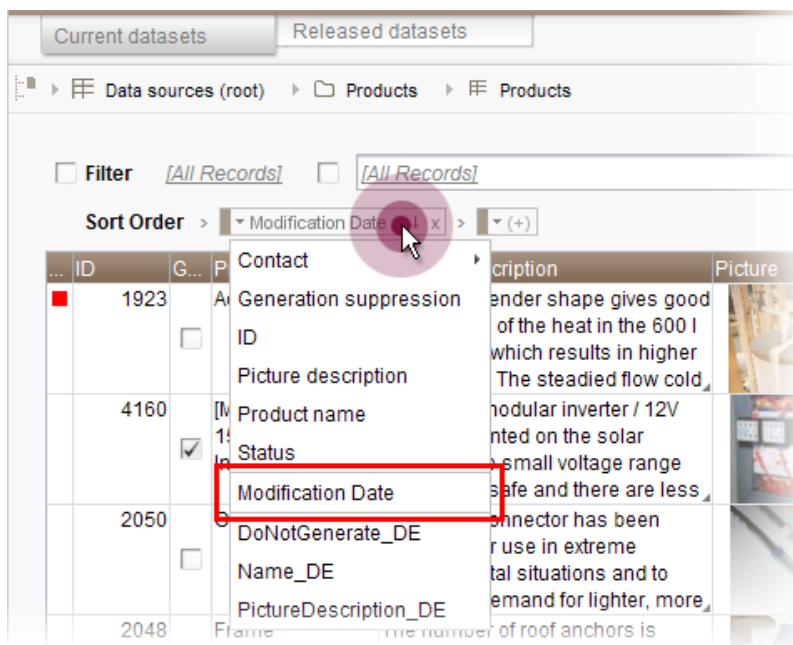 Current datasets
Released datasets
Data sources (root)
Products
Products
Filter
[All Records]
[All Records]
Sort Order
>
Modification Date
↓
x
>
(+)
...
ID
G...
cription
Picture
Contact
Generation suppression
ID
Picture description
Product name
Status
Modification Date
DoNotGenerate_DE
Name_DE
PictureDescription_DE
1923
ender shape gives good
of the heat in the 600 l
which results in higher
The steadied flow cold
4160
nodular inverter / 12V
nted on the solar
small voltage range
safe and there are less
2050
onnector has been
r use in extreme
tal situations and to
emand for lighter, more
2048
Frame
The number of roof anchors is